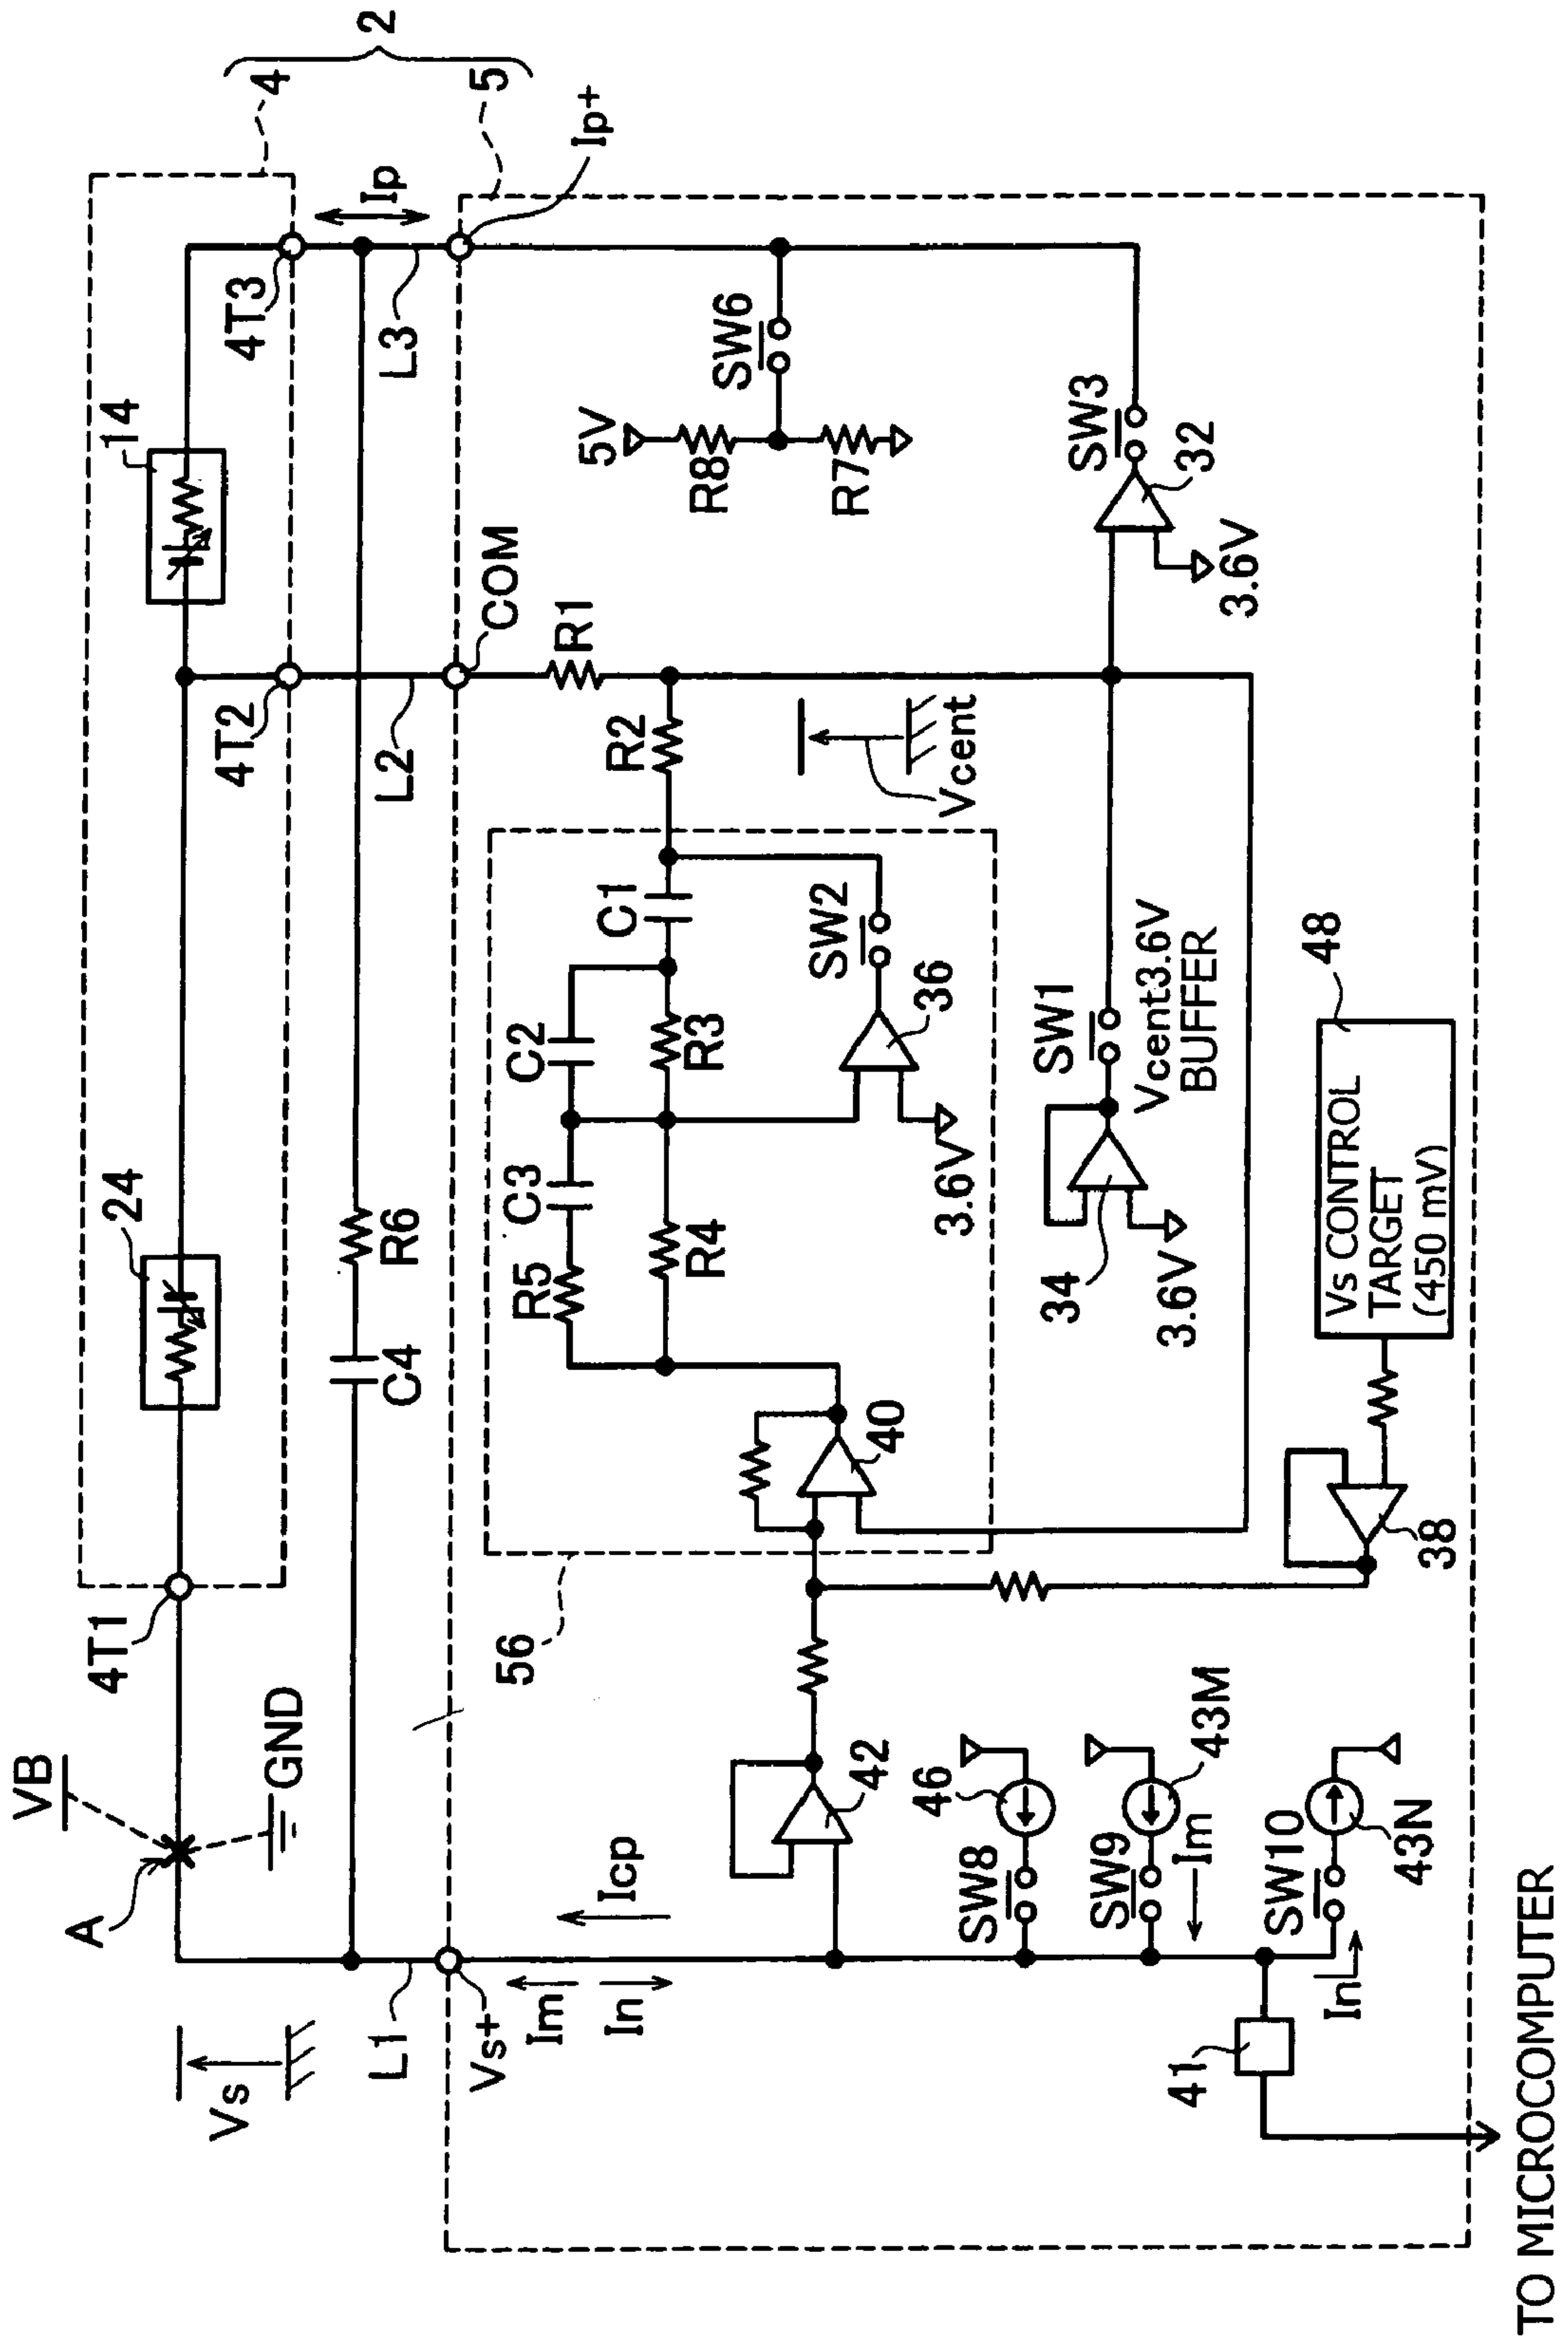 VB
A
GND
Vs
4T1
24
14
4
2
4T3
Ip
5
Ip+
4T2
C4
R6
L1
L2
L3
Vs+
COM
Im
In
Icp
56
R5
C3
C2
C1
R2
R1
R4
R3
SW2
36
3.6V
40
42
Vcent
5V
R8
R7
SW6
46
SW8
43M
SW9
Im
SW10
43N
In
41
34
3.6V
SW1
Vcent3.6V
BUFFER
SW3
32
3.6V
38
48
Vs CONTROL
TARGET
(450 mV)
TO MICROCOMPUTER